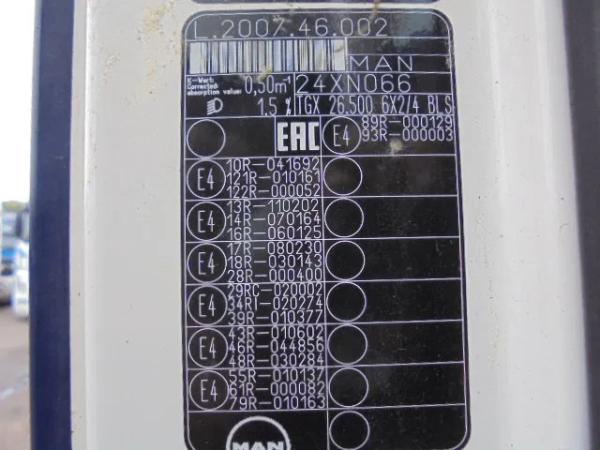 L.2007.46.002
MAN
K-Wert:
Corrected
absorption value:
0,50m⁻¹
24XN066
1.5 %
TGX 26.500 6X2/4 BLS
EAC
E4
89R-000129
93R-000003
E4
10R-041692
121R-010161
122R-000052
E4
13R-110202
14R-070164
16R-060125
E4
17R-080230
18R-030143
28R-000400
E4
29RC-020002
34RI-020274
39R-010377
E4
43R-010602
46R-044856
48R-030284
E4
55R-010137
61R-000082
79R-010163
MAN